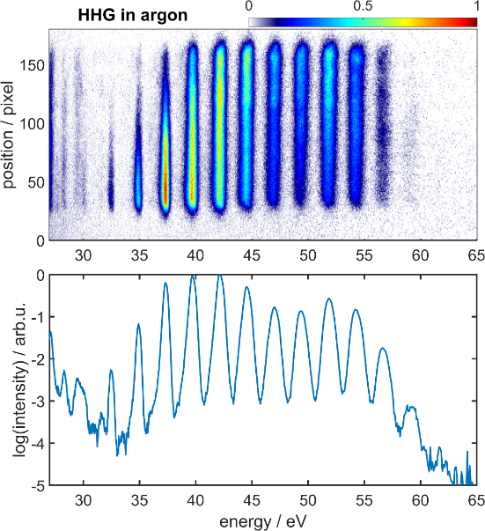 HHG in argon
0 0.5 1
position / pixel
150
100
50
0
30 35 40 45 50 55 60 65
log(intensity) / arb.u.
0
-1
-2
-3
-4
-5
30 35 40 45 50 55 60 65
energy / eV